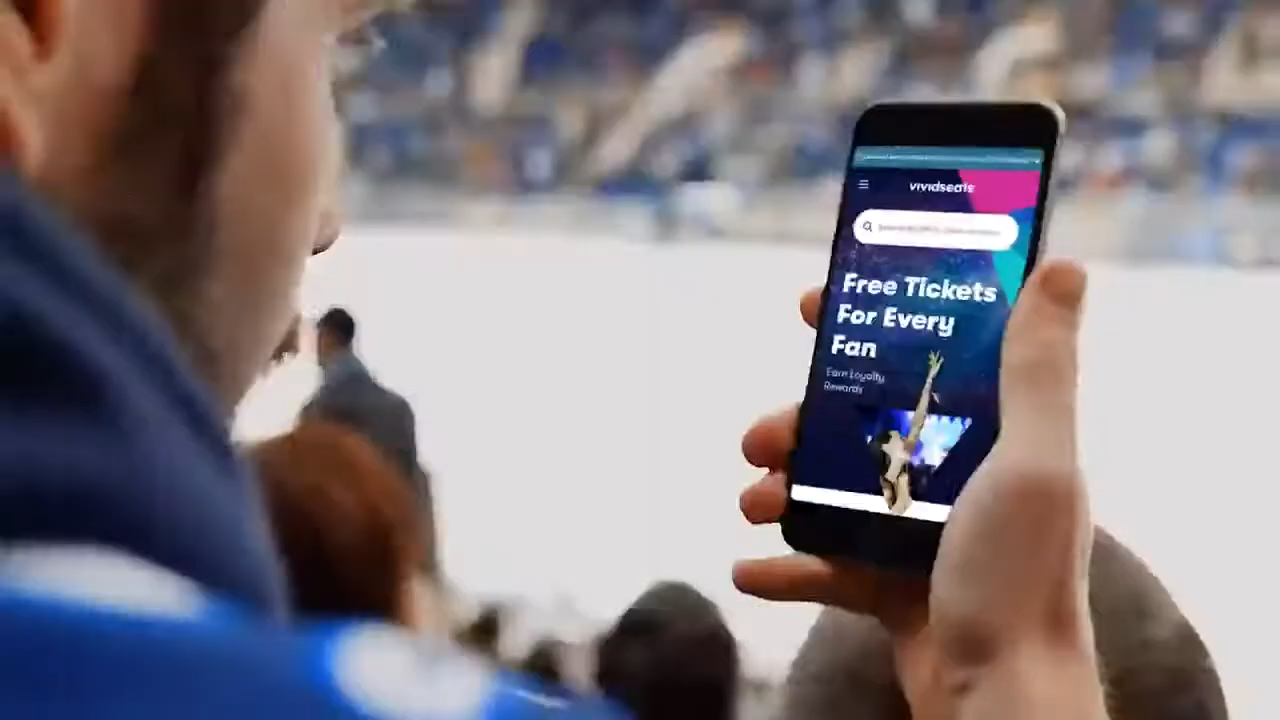 vividseats
Free Tickets
For Every
Fan
Earn Loyalty
Rewards